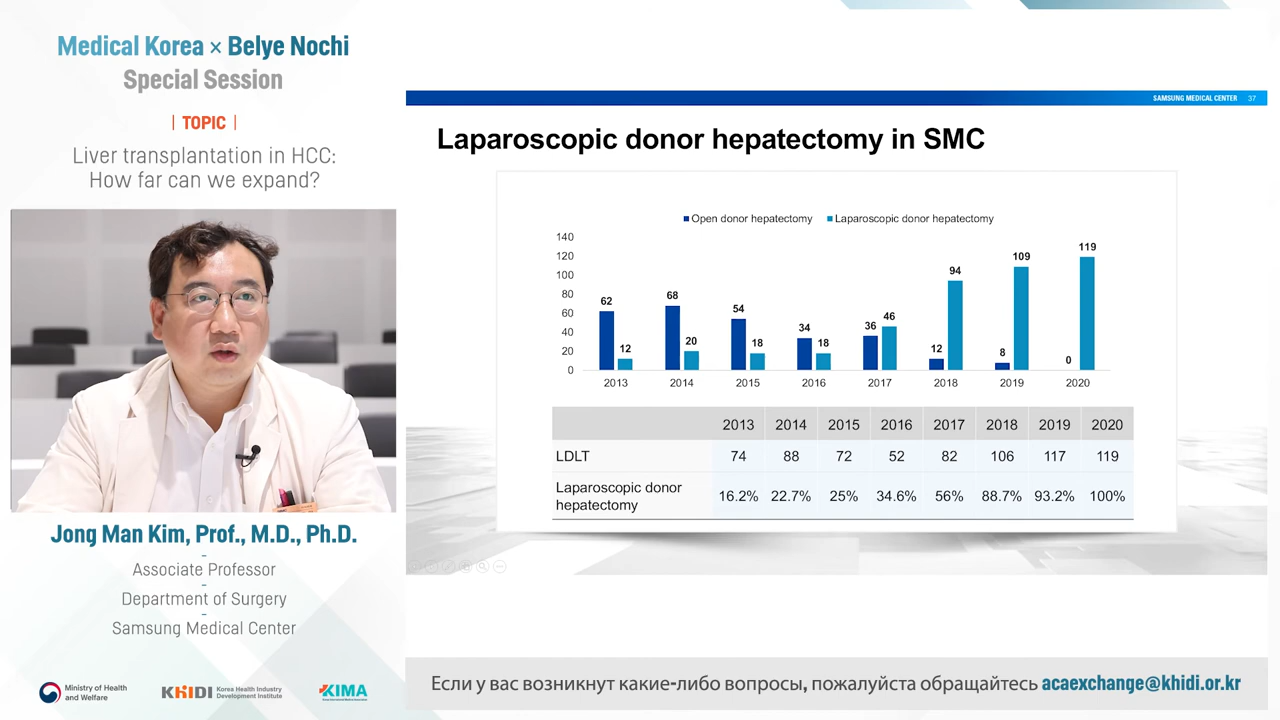 Medical Korea × Belye Nochi
Special Session
| TOPIC |
Liver transplantation in HCC:
How far can we expand?
Jong Man Kim, Prof., M.D., Ph.D.
Associate Professor
Department of Surgery
Samsung Medical Center
Ministry of Health
and Welfare
KHIDI Korea Health Industry
Development Institute
KIMA
SAMSUNG MEDICAL CENTER 37
Laparoscopic donor hepatectomy in SMC
Open donor hepatectomy Laparoscopic donor hepatectomy
140
120
100
80
60
40
20
0
62 12 68 20 54 18 34 18 36 46 12 94 8 109 0 119
2013 2014 2015 2016 2017 2018 2019 2020
2013 2014 2015 2016 2017 2018 2019 2020
LDLT 74 88 72 52 82 106 117 119
Laparoscopic donor
hepatectomy 16.2% 22.7% 25% 34.6% 56% 88.7% 93.2% 100%
Если у вас возникнут какие-либо вопросы, пожалуйста обращайтесь acaexchange@khidi.or.kr